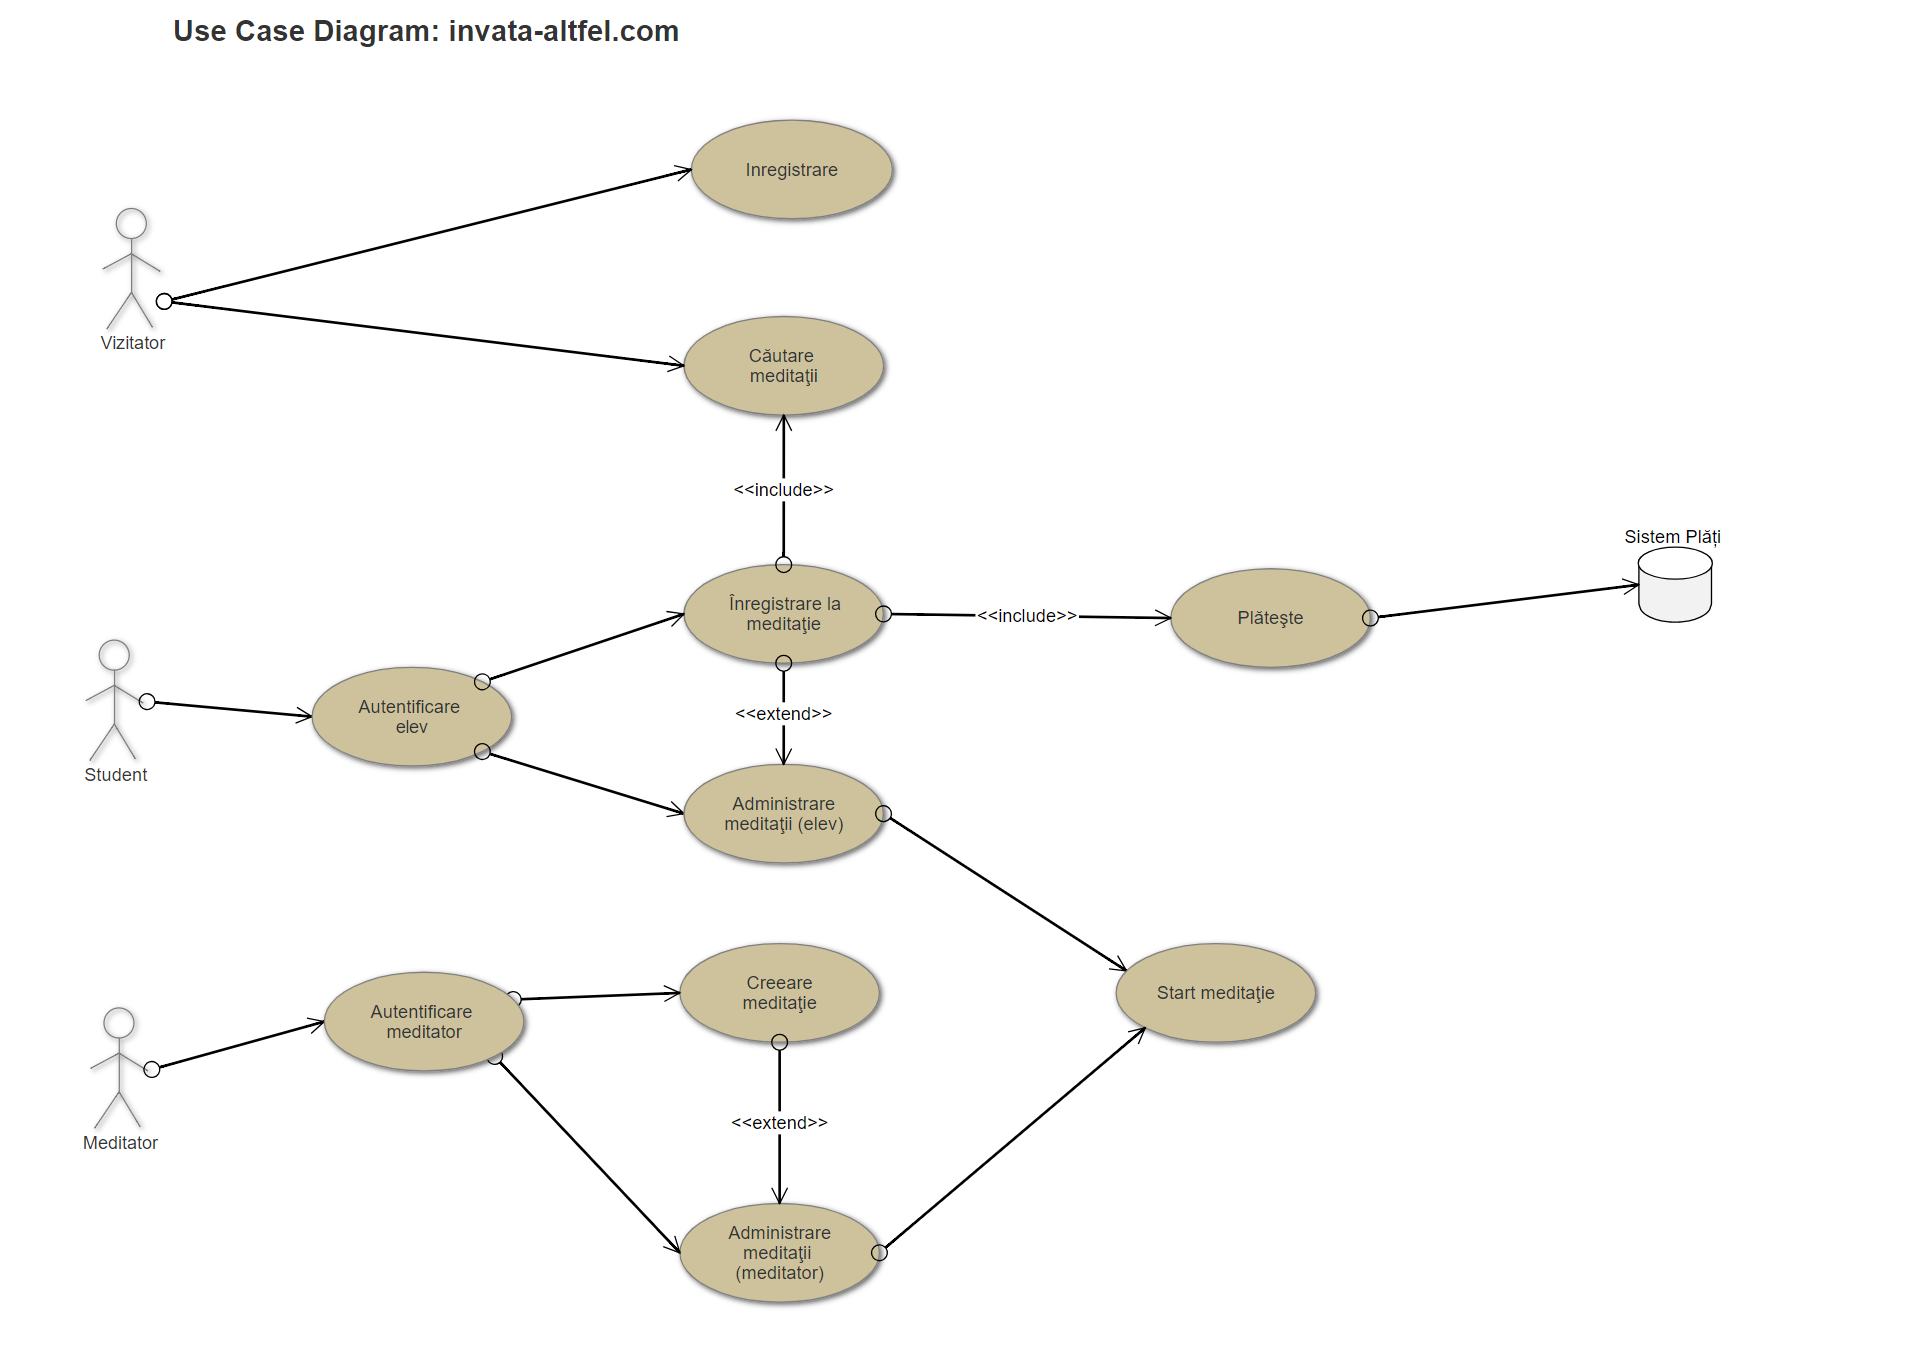 Use Case Diagram: invata-altfel.com
Inregistrare
Vizitator
Căutare
meditaţii
<<include>>
Sistem Plăți
Înregistrare la
meditaţie
<<include>>
Plăteşte
Autentificare
elev
<<extend>>
Student
Administrare
meditaţii (elev)
Creeare
meditaţie
Start meditaţie
Autentificare
meditator
<<extend>>
Meditator
Administrare
meditaţii
(meditator)